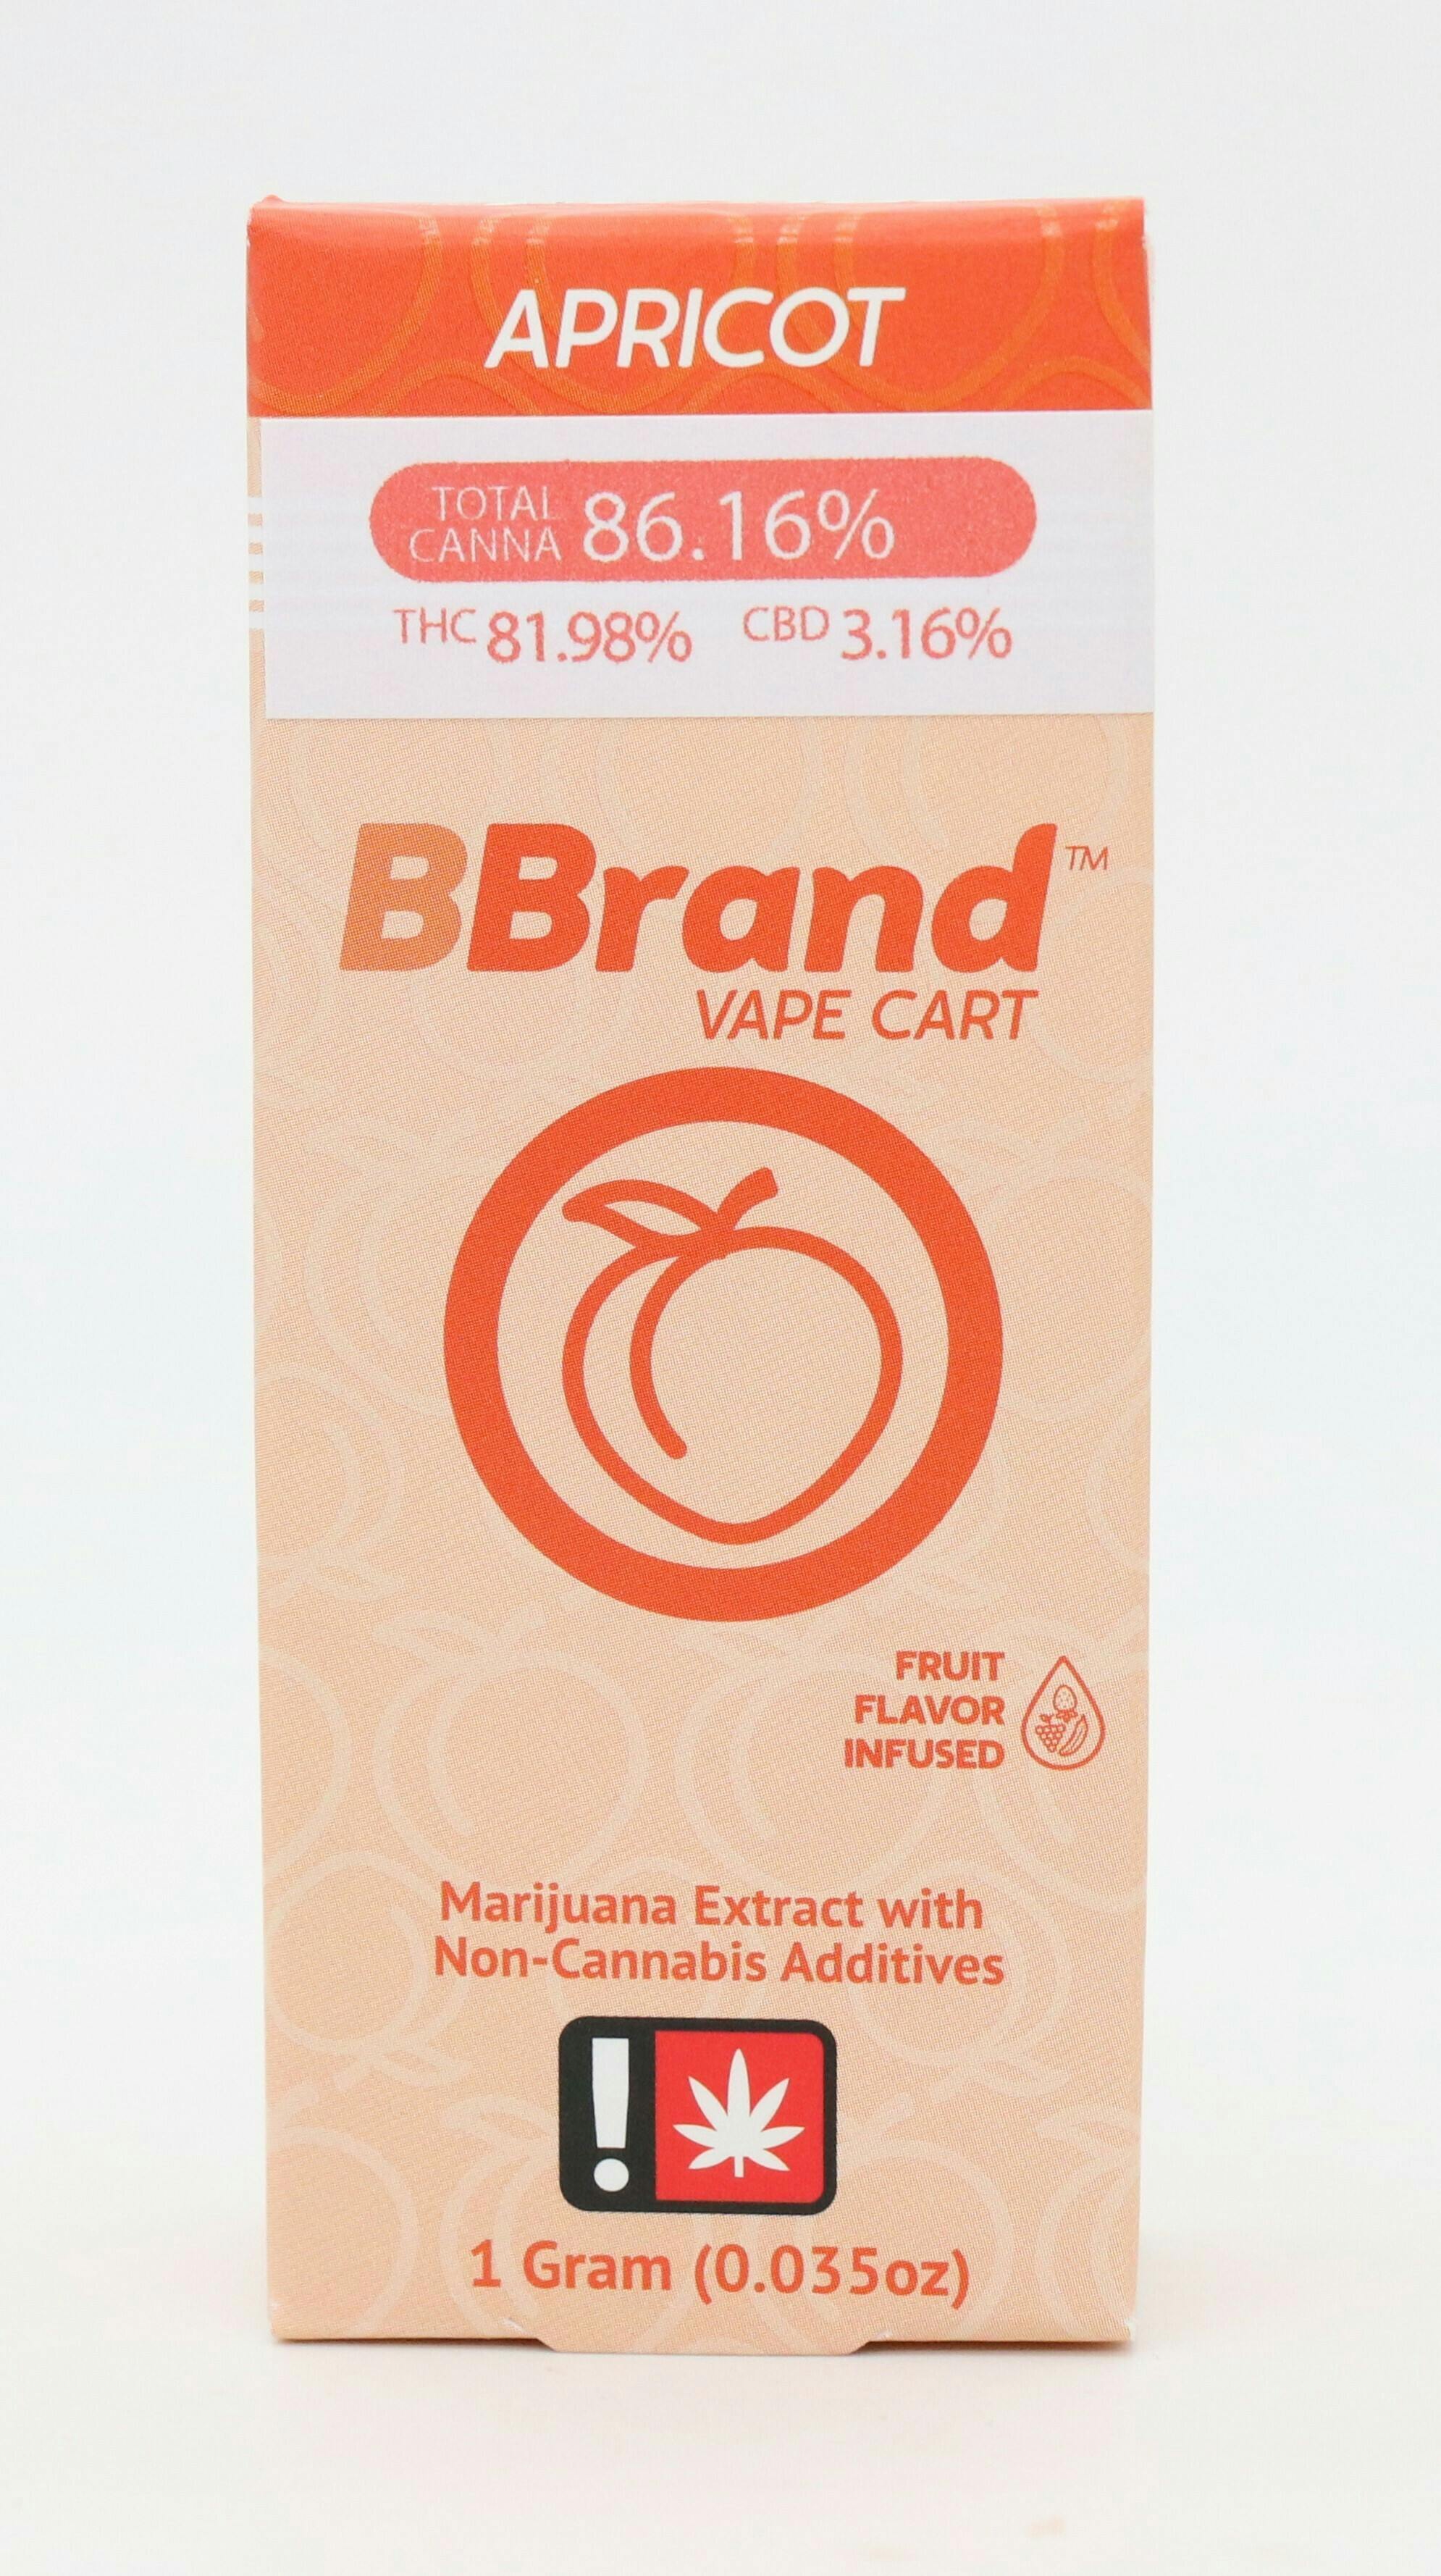 APRICOT
TOTAL
CANNA 86.16%
THC 81.98% CBD 3.16%
BBrand™
VAPE CART
FRUIT
FLAVOR
INFUSED
Marijuana Extract with
Non-Cannabis Additives
!
1 Gram (0.035oz)